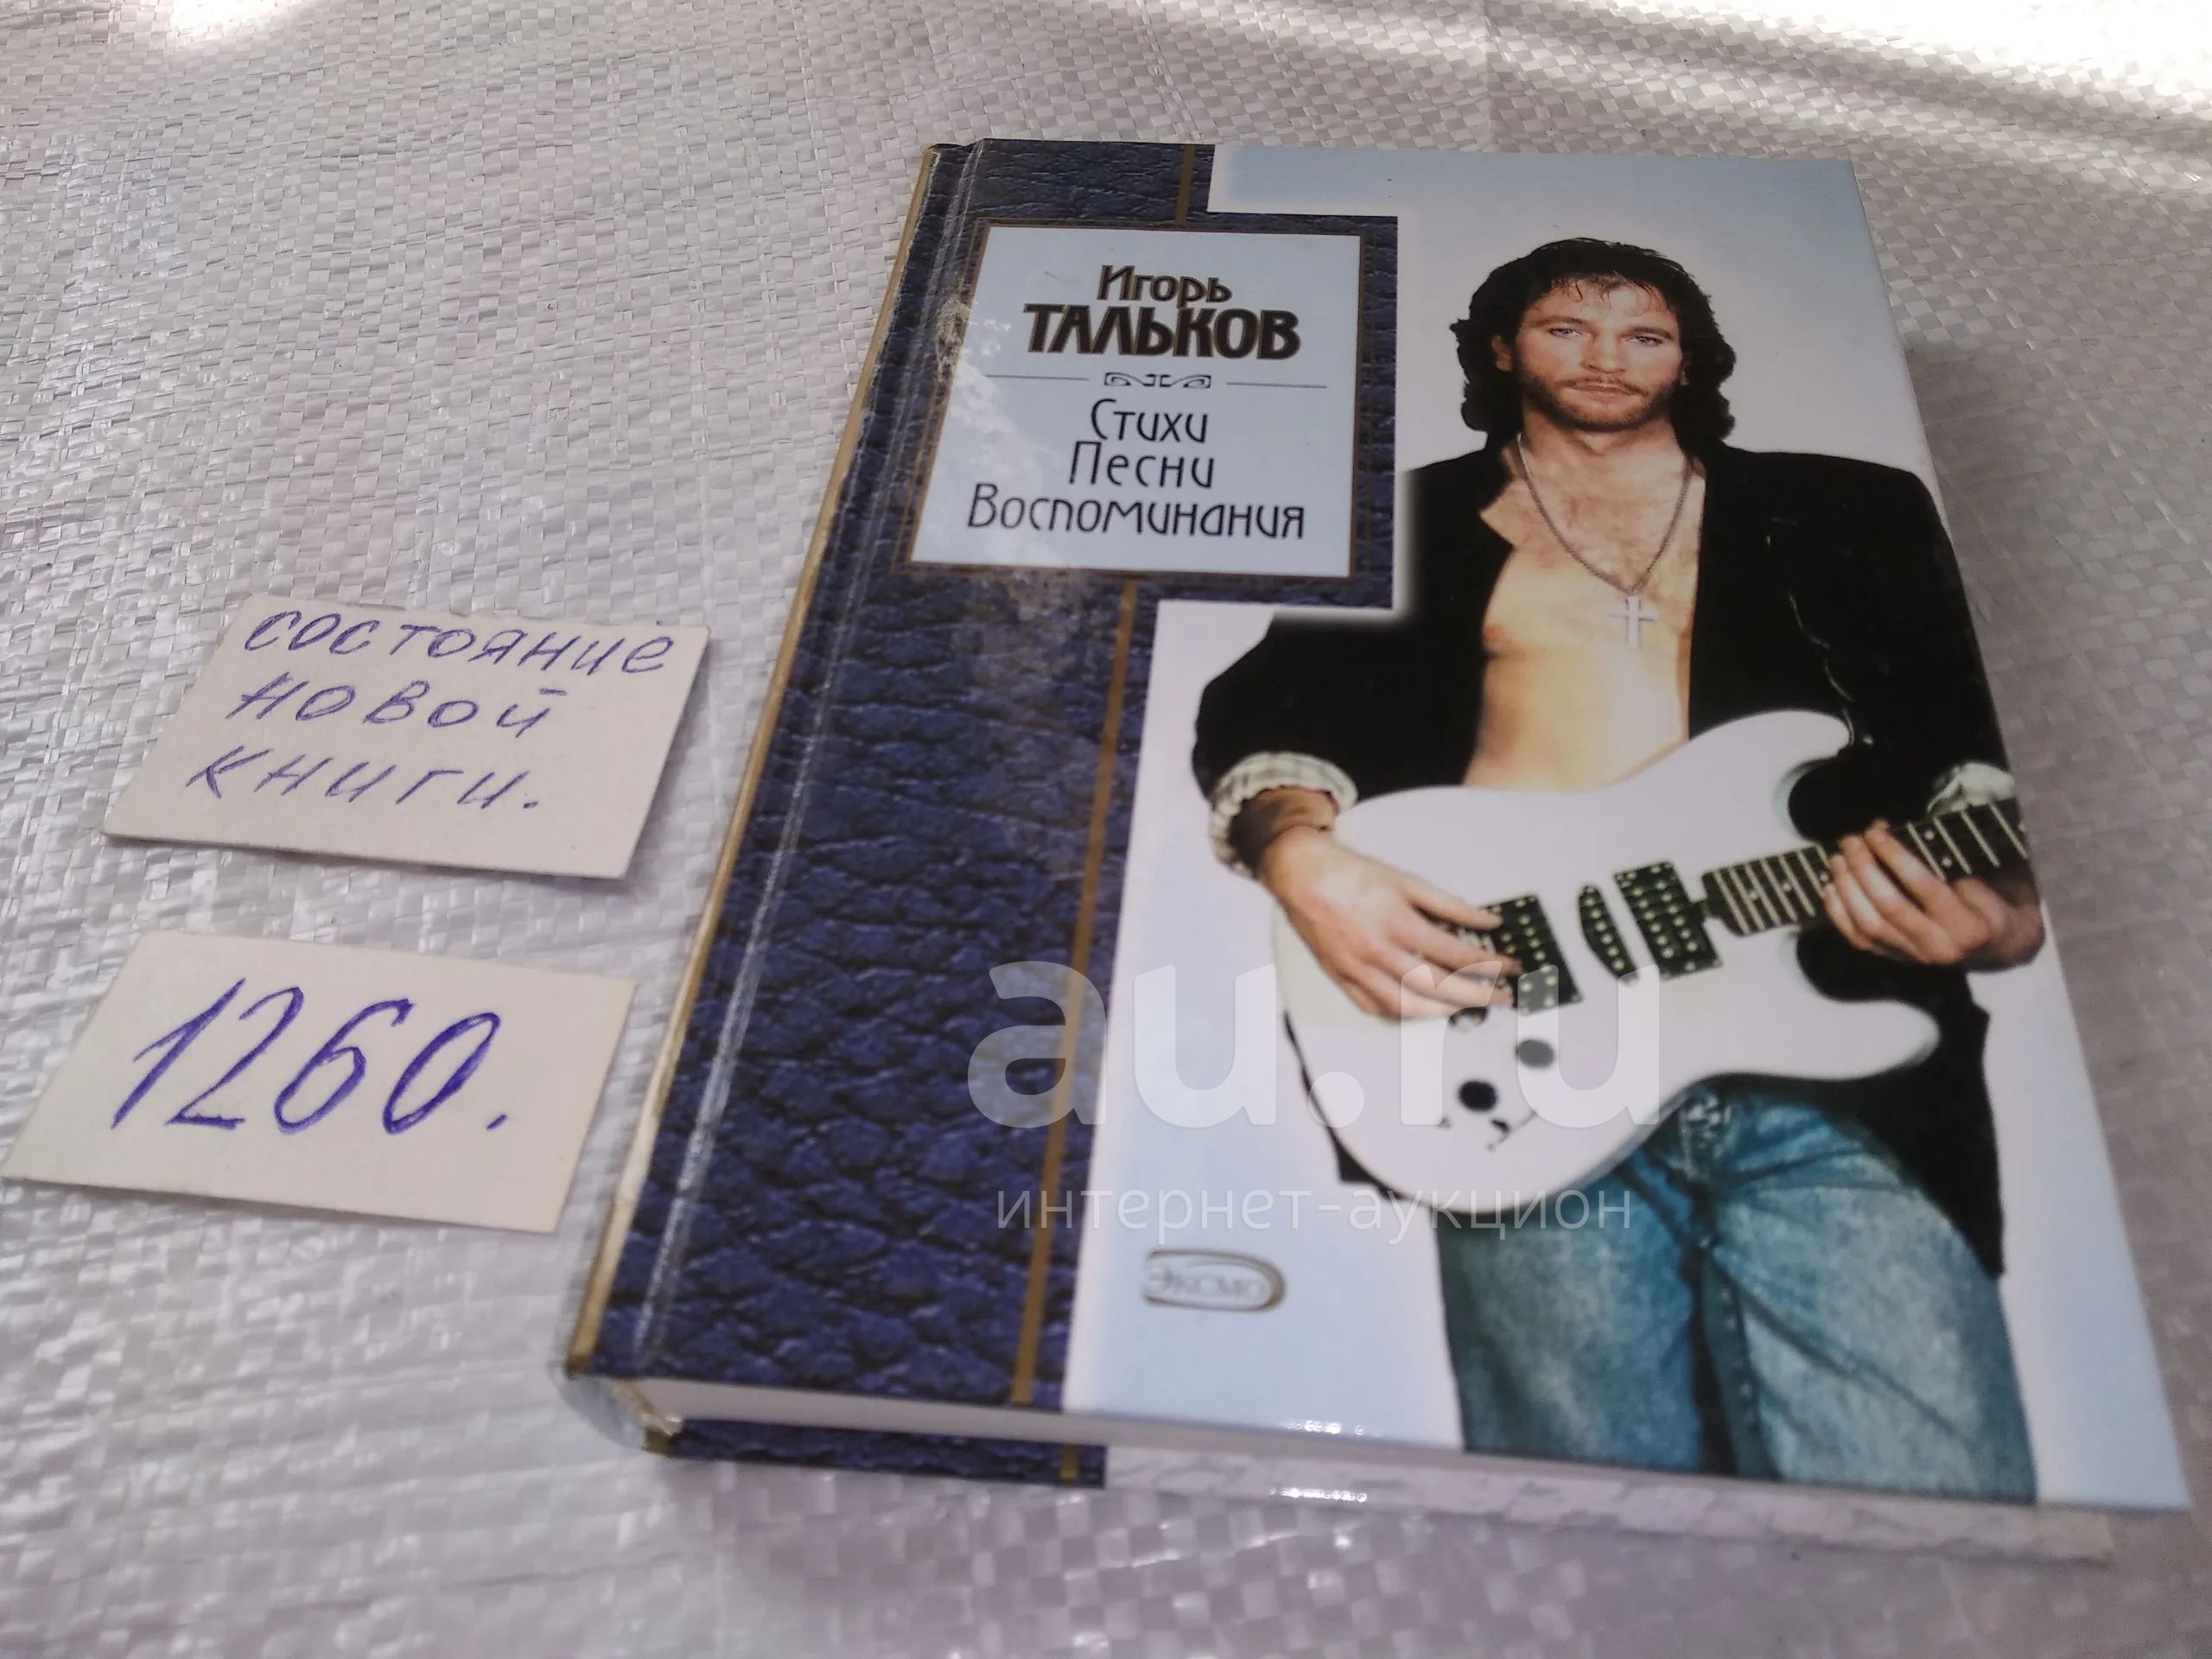 Игорь
ТАЛЬКОВ
Стихи
Песни
Воспоминания
состояние
новой
книги.
1260.
au.ru
интернет-аукцион
ЭКСМО